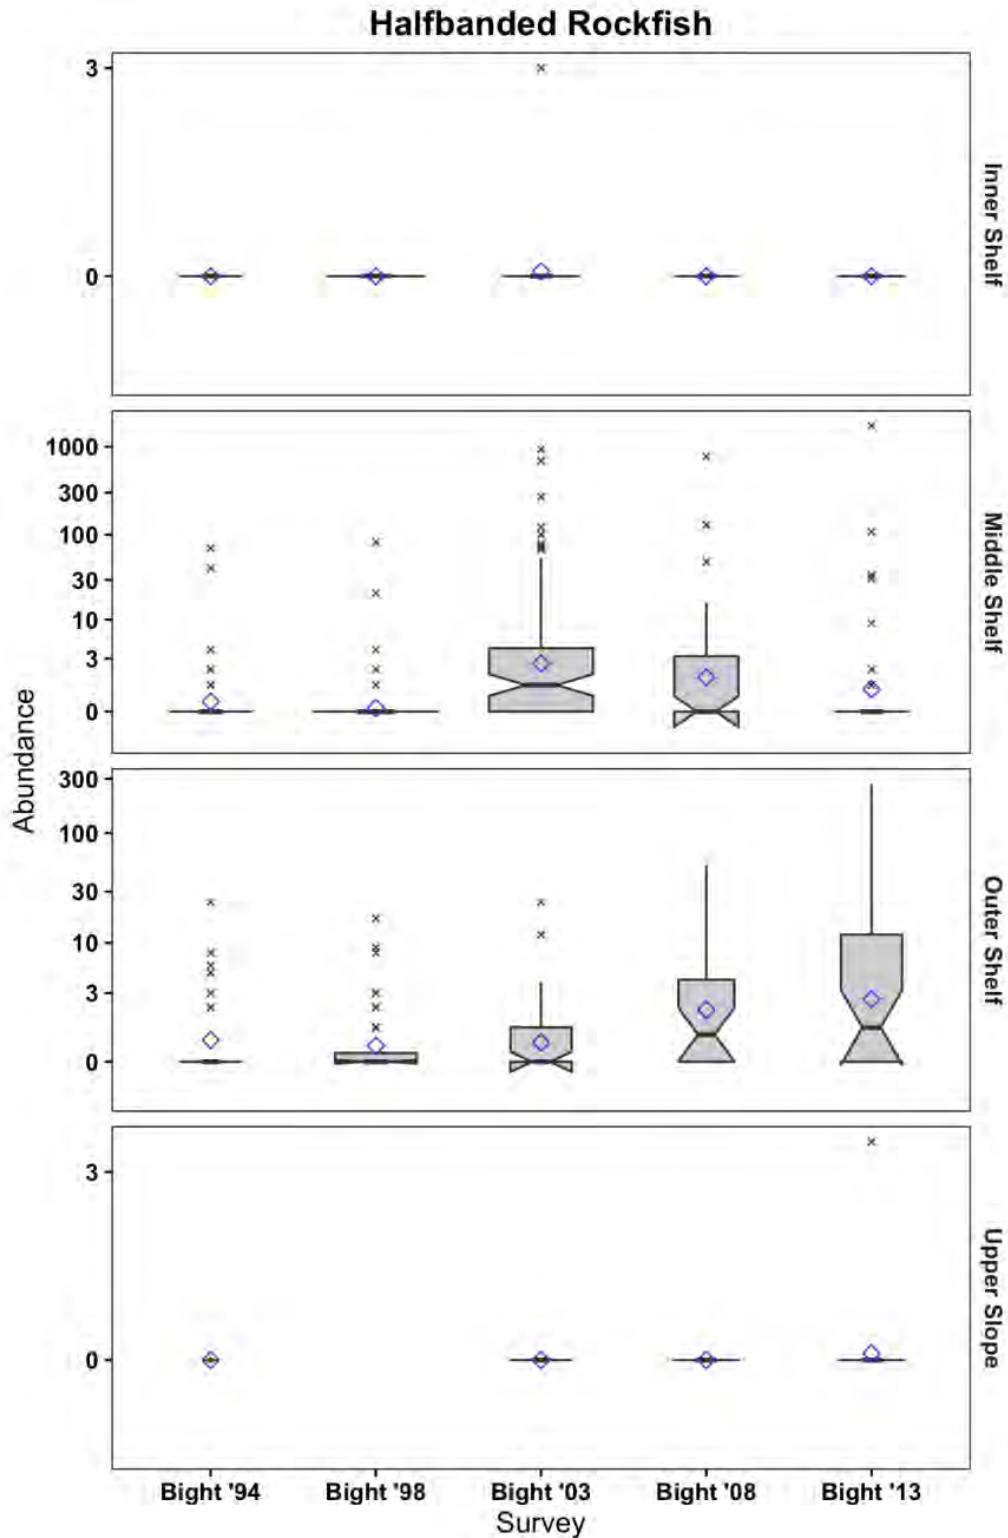 Halfbanded Rockfish
3
0
Inner Shelf
1000
300
100
30
10
3
0
Middle Shelf
Abundance
300
100
30
10
3
0
Outer Shelf
3
0
Upper Slope
Bight '94 Bight '98 Bight '03 Bight '08 Bight '13
Survey